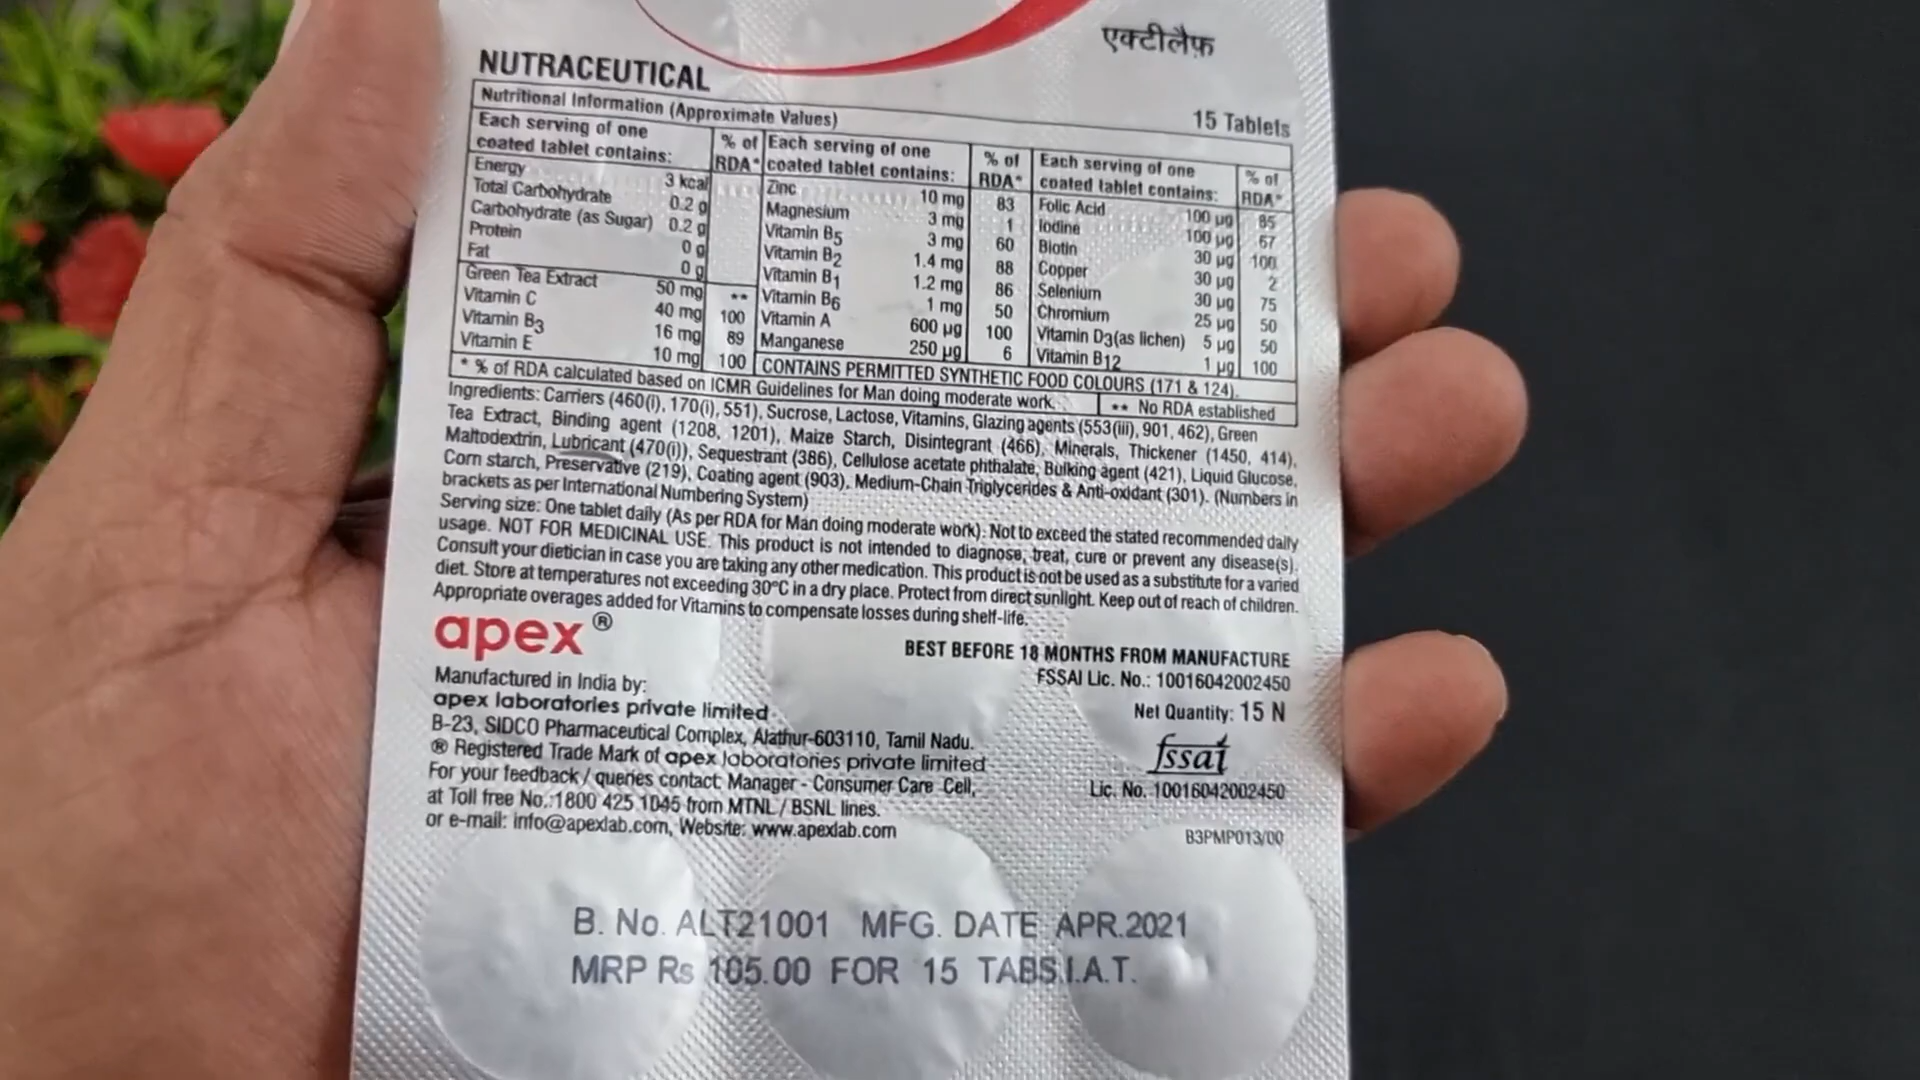 एक्टीलैफ़
NUTRACEUTICAL
15 Tablets
Nutritional Information (Approximate Values)
Each serving of one coated tablet contains: % of RDA*
Energy 3 kcal
Total Carbohydrate 0.2 g
Carbohydrate (as Sugar) 0.2 g
Protein 0 g
Fat 0 g
Green Tea Extract 50 mg **
Vitamin C 40 mg 100
Vitamin B3 16 mg 89
Vitamin E 10 mg 100
Each serving of one coated tablet contains: % of RDA*
Zinc 10 mg 83
Magnesium 3 mg 1
Vitamin B5 3 mg 60
Vitamin B2 1.4 mg 88
Vitamin B1 1.2 mg 86
Vitamin B6 1 mg 50
Vitamin A 600 µg 100
Manganese 250 µg 6
Each serving of one coated tablet contains: % of RDA*
Folic Acid 100 µg 85
Iodine 100 µg 67
Biotin 30 µg 100
Copper 30 µg 2
Selenium 30 µg 75
Chromium 25 µg 50
Vitamin D3(as lichen) 5 µg 50
Vitamin B12 1 µg 100
CONTAINS PERMITTED SYNTHETIC FOOD COLOURS (171 & 124).
* % of RDA calculated based on ICMR Guidelines for Man doing moderate work.
** No RDA established
Ingredients: Carriers (460(i), 170(i), 551), Sucrose, Lactose, Vitamins, Glazing agents (553(iii), 901, 462), Green
Tea Extract, Binding agent (1208, 1201), Maize Starch, Disintegrant (466), Minerals, Thickener (1450, 414),
Maltodextrin, Lubricant (470(i)), Sequestrant (386), Cellulose acetate phthalate, Bulking agent (421), Liquid Glucose,
Corn starch, Preservative (219), Coating agent (903), Medium-Chain Triglycerides & Anti-oxidant (301). (Numbers in
brackets as per International Numbering System)
Serving size: One tablet daily (As per RDA for Man doing moderate work). Not to exceed the stated recommended daily
usage. NOT FOR MEDICINAL USE. This product is not intended to diagnose, treat, cure or prevent any disease(s).
Consult your dietician in case you are taking any other medication. This product is not be used as a substitute for a varied
diet. Store at temperatures not exceeding 30°C in a dry place. Protect from direct sunlight. Keep out of reach of children.
Appropriate overages added for Vitamins to compensate losses during shelf-life.
apex ®
BEST BEFORE 18 MONTHS FROM MANUFACTURE
FSSAI Lic. No.: 10016042002450
Net Quantity: 15 N
Manufactured in India by:
apex laboratories private limited
B-23, SIDCO Pharmaceutical Complex, Alathur-603110, Tamil Nadu.
® Registered Trade Mark of apex laboratories private limited
For your feedback / queries contact: Manager - Consumer Care Cell,
at Toll free No.:1800 425 1045 from MTNL / BSNL lines.
or e-mail: info@apexlab.com, Website: www.apexlab.com
fssai
Lic. No. 10016042002450
B3PMP013/00
B. No. ALT21001 MFG. DATE APR.2021
MRP Rs 105.00 FOR 15 TABS.I.A.T.